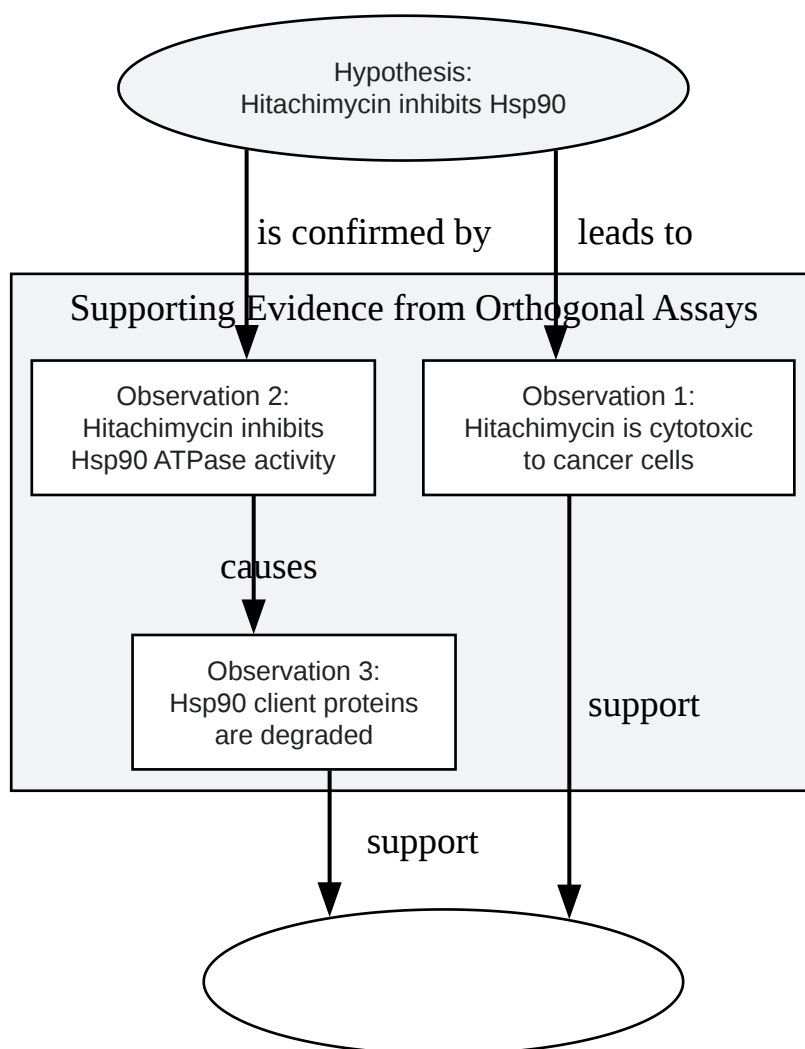 Hypothesis:
Hitachimycin inhibits Hsp90
is confirmed by
leads to
Supporting Evidence from Orthogonal Assays
Observation 2:
Hitachimycin inhibits
Hsp90 ATPase activity
Observation 1:
Hitachimycin is cytotoxic
to cancer cells
causes
Observation 3:
Hsp90 client proteins
are degraded
support
support